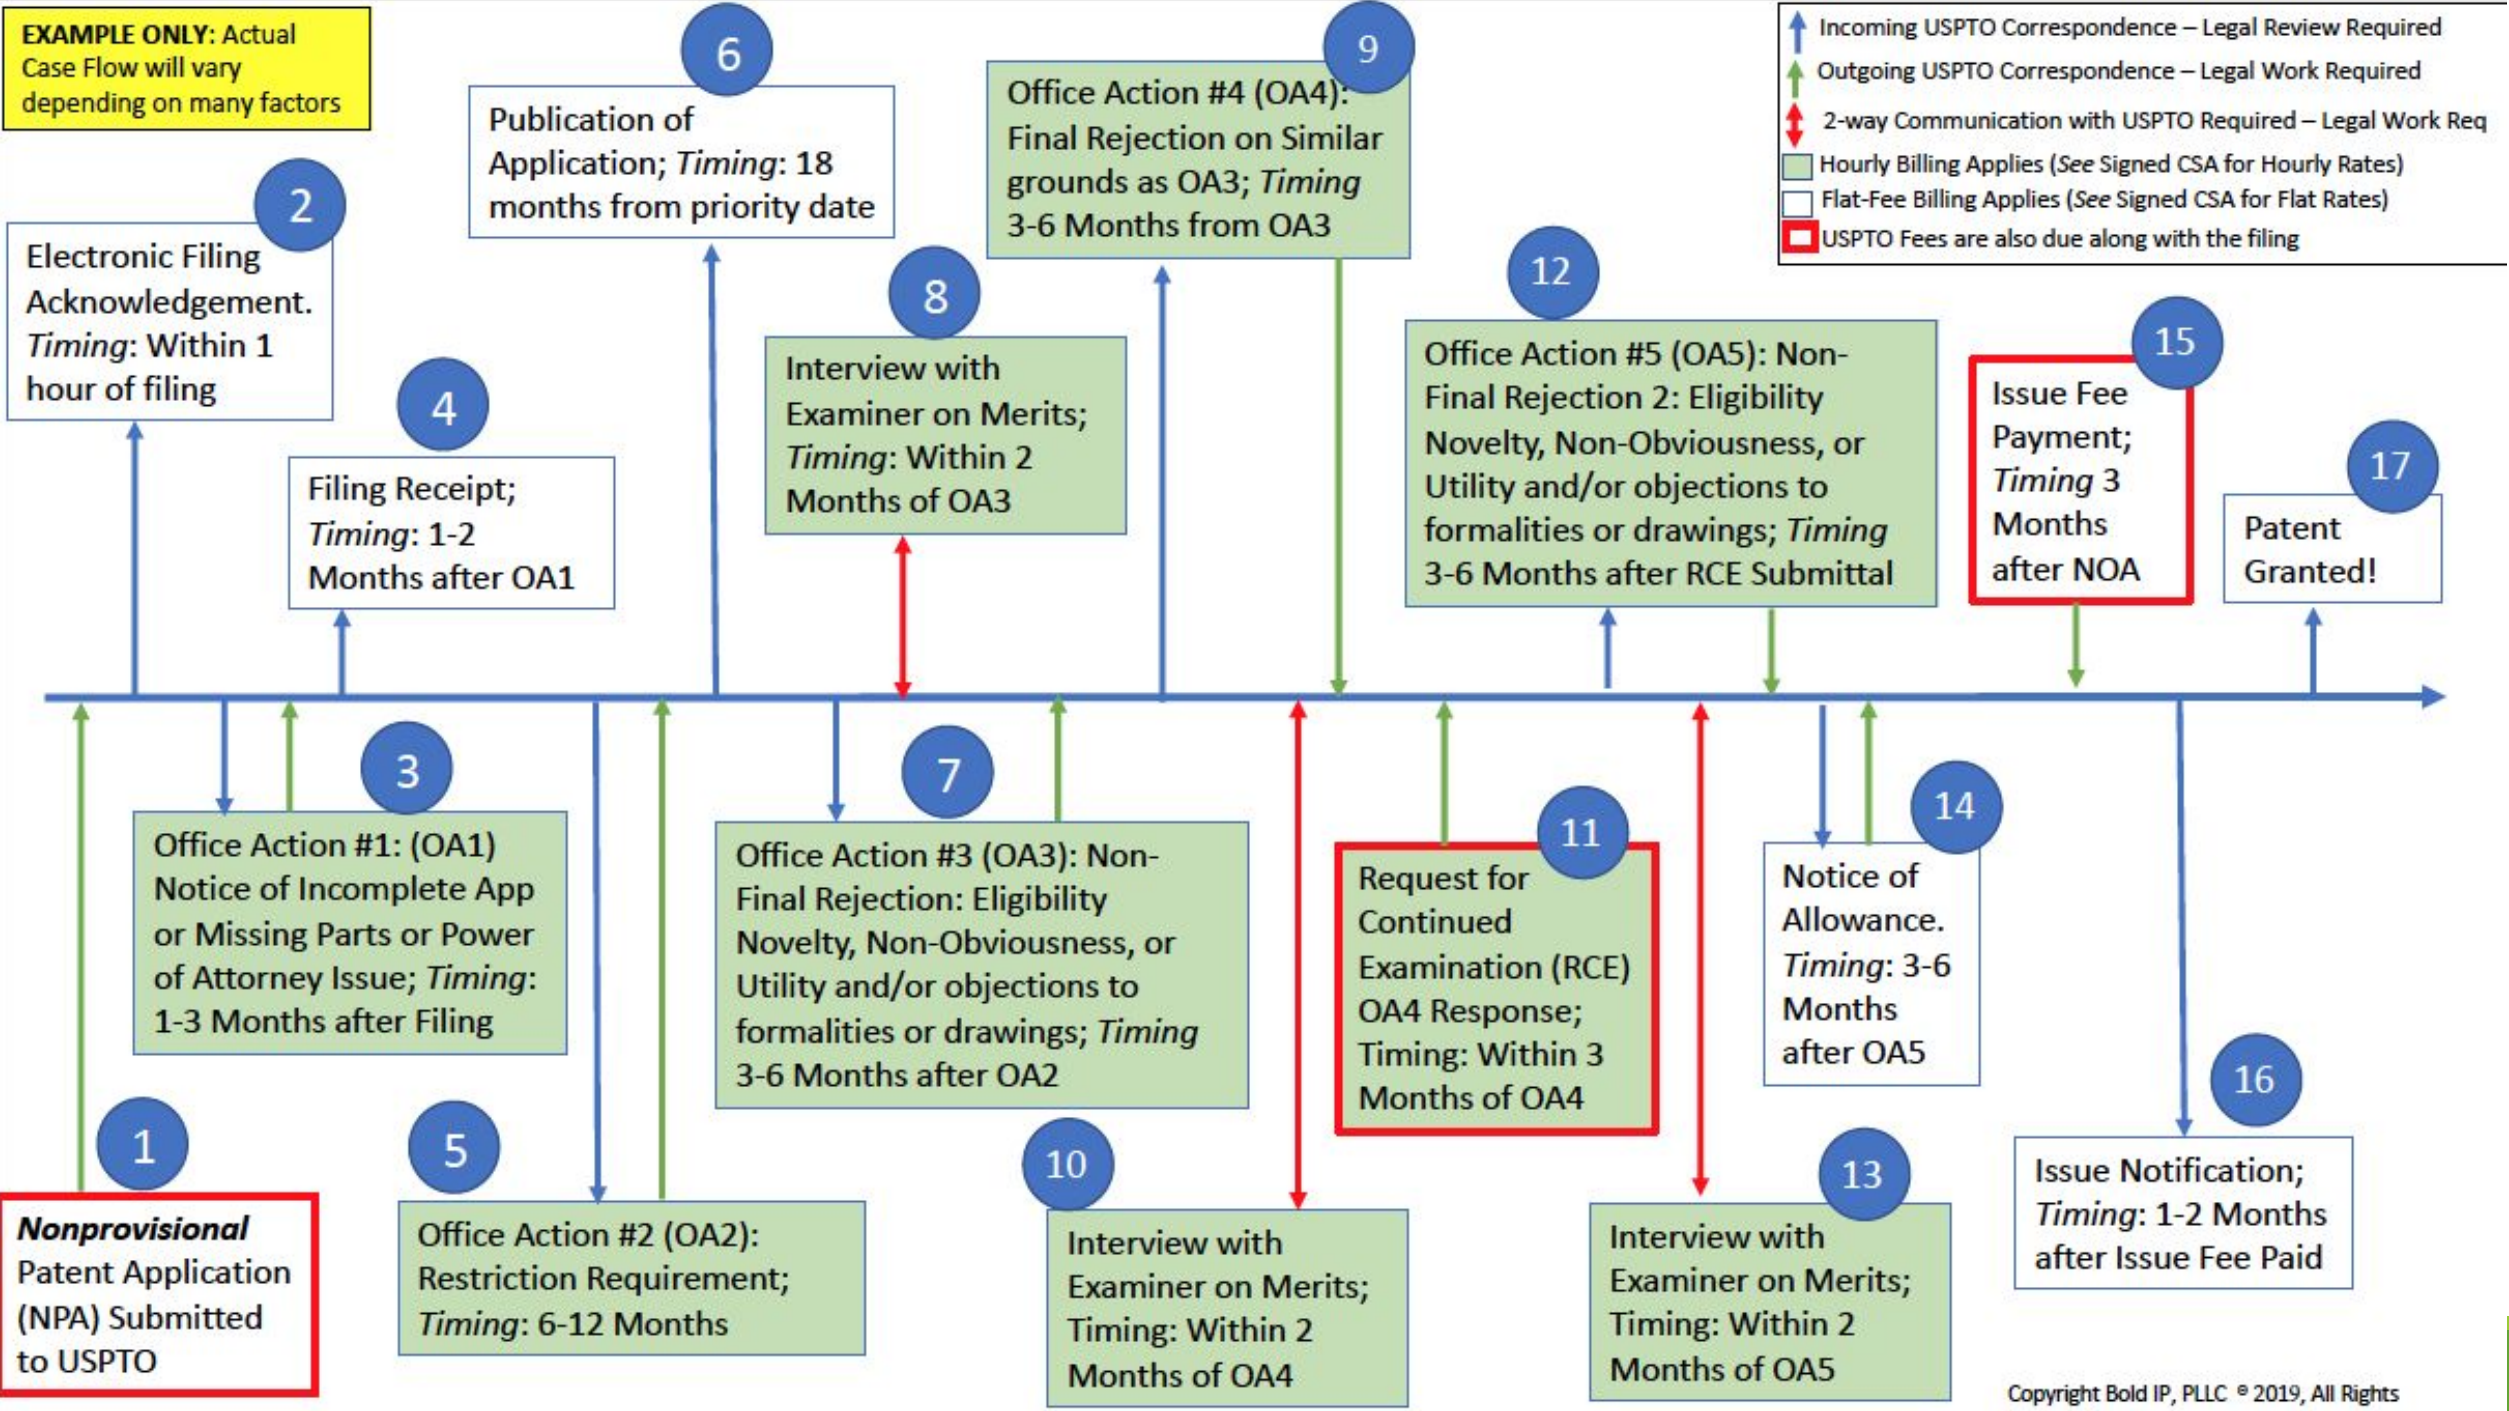 EXAMPLE ONLY: Actual
Case Flow will vary
depending on many factors
Incoming USPTO Correspondence – Legal Review Required
Outgoing USPTO Correspondence – Legal Work Required
2-way Communication with USPTO Required – Legal Work Req
Hourly Billing Applies (See Signed CSA for Hourly Rates)
Flat-Fee Billing Applies (See Signed CSA for Flat Rates)
USPTO Fees are also due along with the filing
1
Nonprovisional
Patent Application
(NPA) Submitted
to USPTO
2
Electronic Filing
Acknowledgement.
Timing: Within 1
hour of filing
3
Office Action #1: (OA1)
Notice of Incomplete App
or Missing Parts or Power
of Attorney Issue; Timing:
1-3 Months after Filing
4
Filing Receipt;
Timing: 1-2
Months after OA1
5
Office Action #2 (OA2):
Restriction Requirement;
Timing: 6-12 Months
6
Publication of
Application; Timing: 18
months from priority date
7
Office Action #3 (OA3): Non-
Final Rejection: Eligibility
Novelty, Non-Obviousness, or
Utility and/or objections to
formalities or drawings; Timing
3-6 Months after OA2
8
Interview with
Examiner on Merits;
Timing: Within 2
Months of OA3
9
Office Action #4 (OA4):
Final Rejection on Similar
grounds as OA3; Timing
3-6 Months from OA3
10
Interview with
Examiner on Merits;
Timing: Within 2
Months of OA4
11
Request for
Continued
Examination (RCE)
OA4 Response;
Timing: Within 3
Months of OA4
12
Office Action #5 (OA5): Non-
Final Rejection 2: Eligibility
Novelty, Non-Obviousness, or
Utility and/or objections to
formalities or drawings; Timing
3-6 Months after RCE Submittal
13
Interview with
Examiner on Merits;
Timing: Within 2
Months of OA5
14
Notice of
Allowance.
Timing: 3-6
Months
after OA5
15
Issue Fee
Payment;
Timing 3
Months
after NOA
16
Issue Notification;
Timing: 1-2 Months
after Issue Fee Paid
17
Patent
Granted!
Copyright Bold IP, PLLC © 2019, All Rights